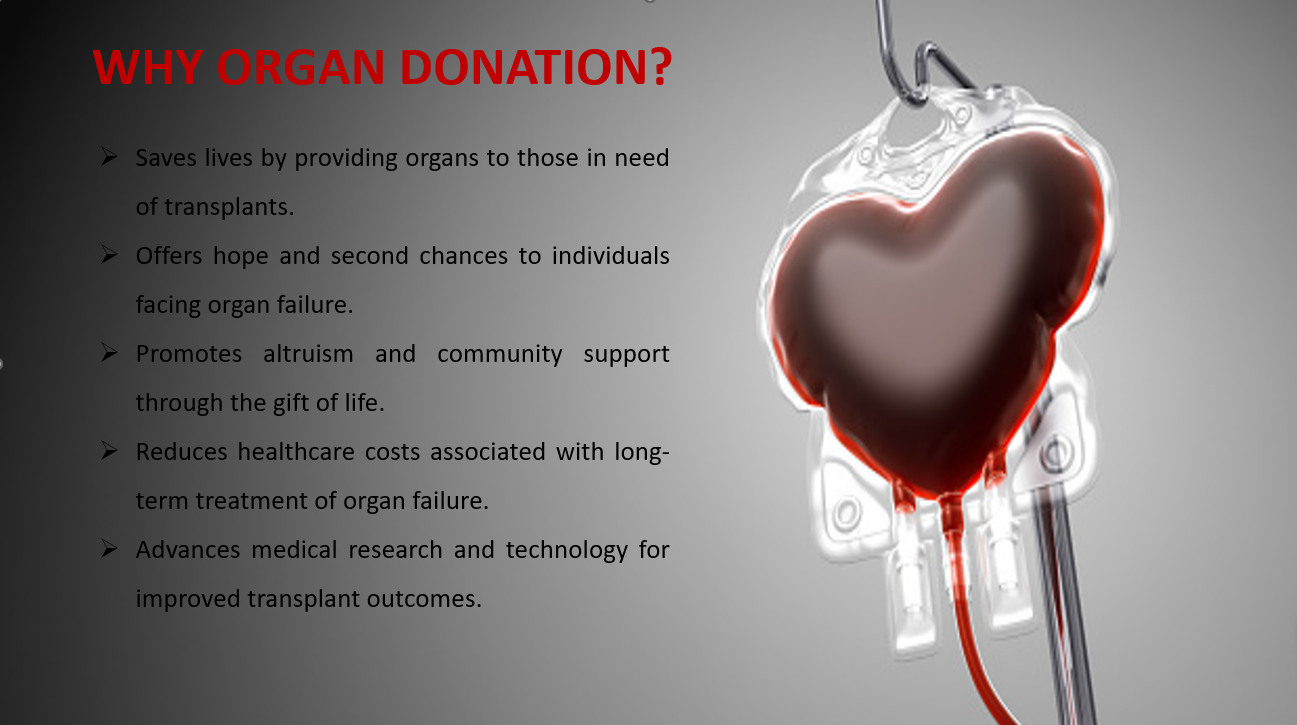 WHY ORGAN DONATION?
➢ Saves lives by providing organs to those in need
of transplants.
➢ Offers hope and second chances to individuals
facing organ failure.
➢ Promotes altruism and community support
through the gift of life.
➢ Reduces healthcare costs associated with long-
term treatment of organ failure.
➢ Advances medical research and technology for
improved transplant outcomes.